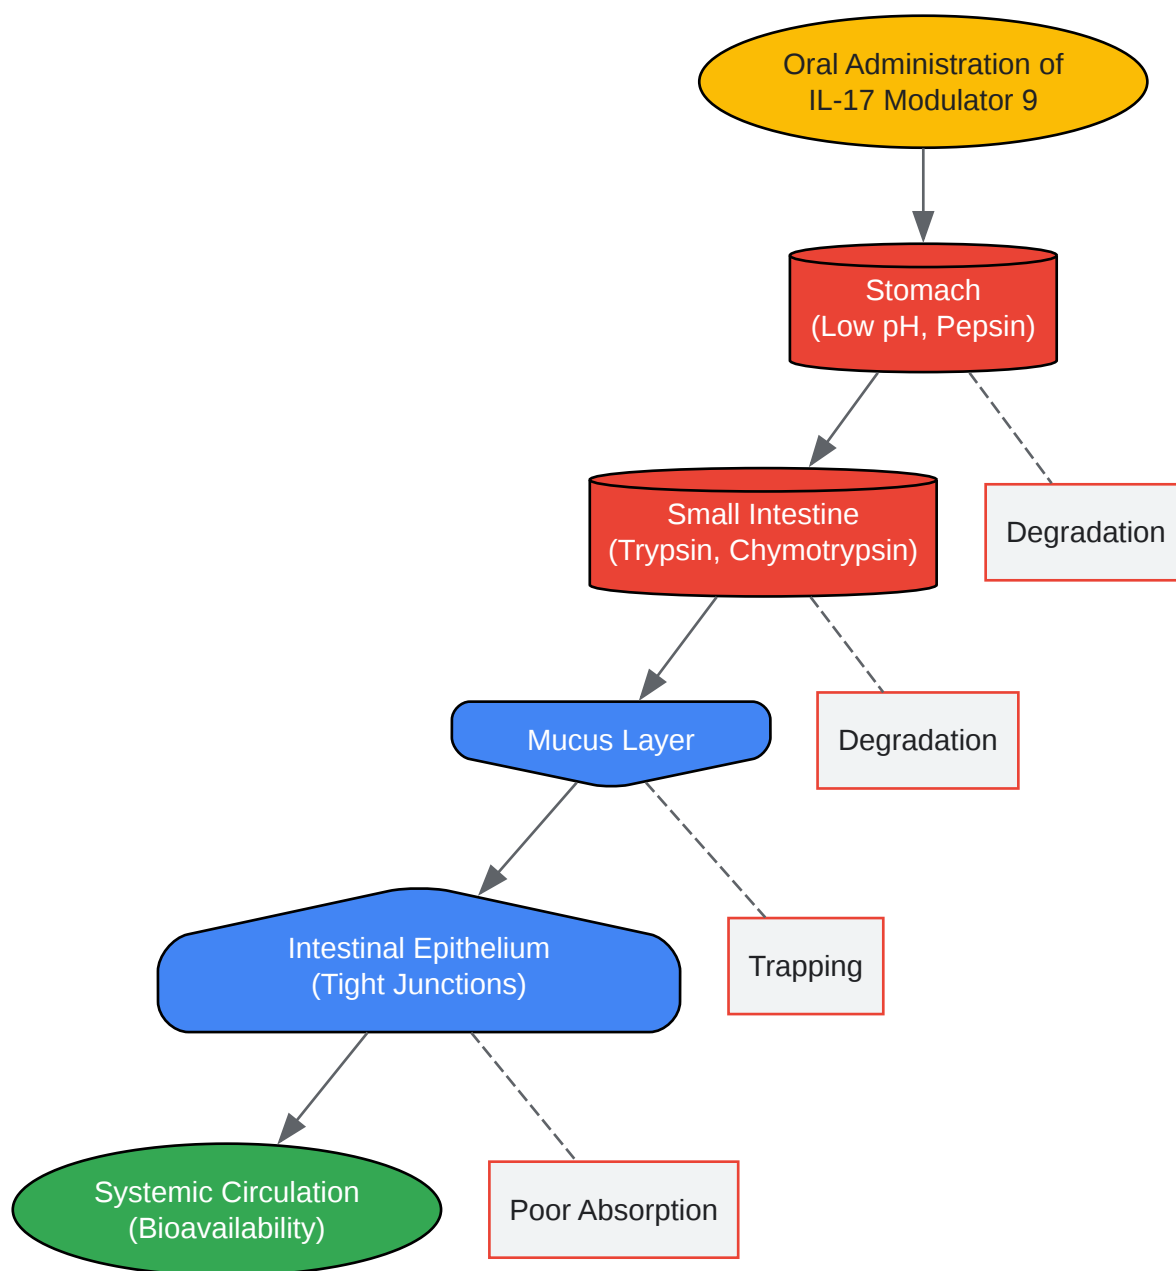 Oral Administration of
IL-17 Modulator 9
Stomach
(Low pH, Pepsin)
Small Intestine
(Trypsin, Chymotrypsin)
Degradation
Mucus Layer
Degradation
Intestinal Epithelium
(Tight Junctions)
Trapping
Systemic Circulation
(Bioavailability)
Poor Absorption